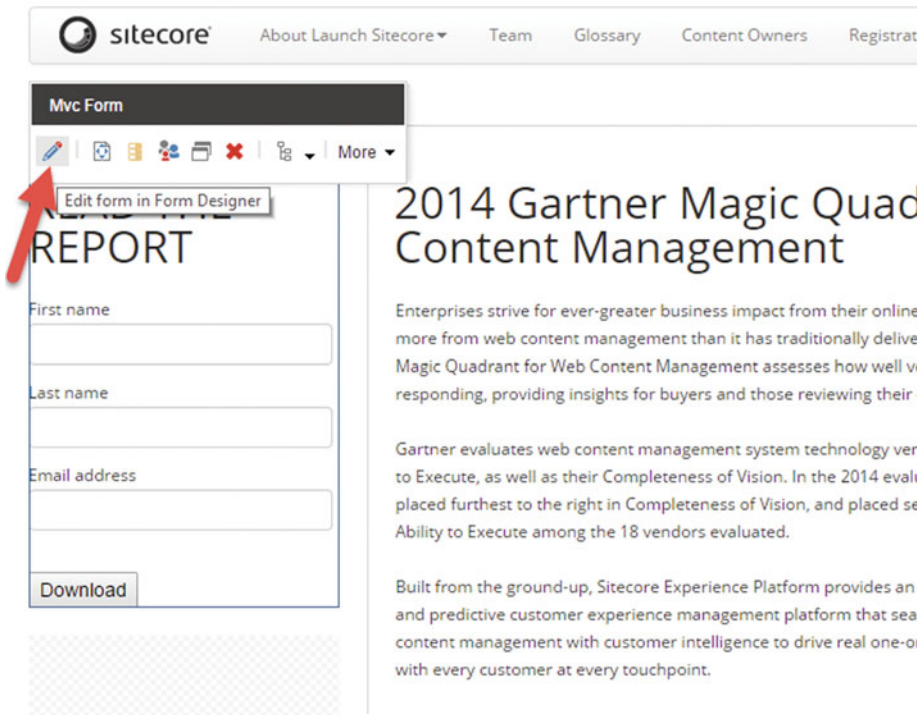 sitecore
About Launch Sitecore
Team
Glossary
Content Owners
Registrat
Mvc Form
More
Edit form in Form Designer
READ THE
REPORT
First name
Last name
Email address
Download
2014 Gartner Magic Quad
Content Management
Enterprises strive for ever-greater business impact from their online
more from web content management than it has traditionally delive
Magic Quadrant for Web Content Management assesses how well v
responding, providing insights for buyers and those reviewing their
Gartner evaluates web content management system technology ver
to Execute, as well as their Completeness of Vision. In the 2014 evalu
placed furthest to the right in Completeness of Vision, and placed se
Ability to Execute among the 18 vendors evaluated.
Built from the ground-up, Sitecore Experience Platform provides an
and predictive customer experience management platform that sea
content management with customer intelligence to drive real one-o
with every customer at every touchpoint.